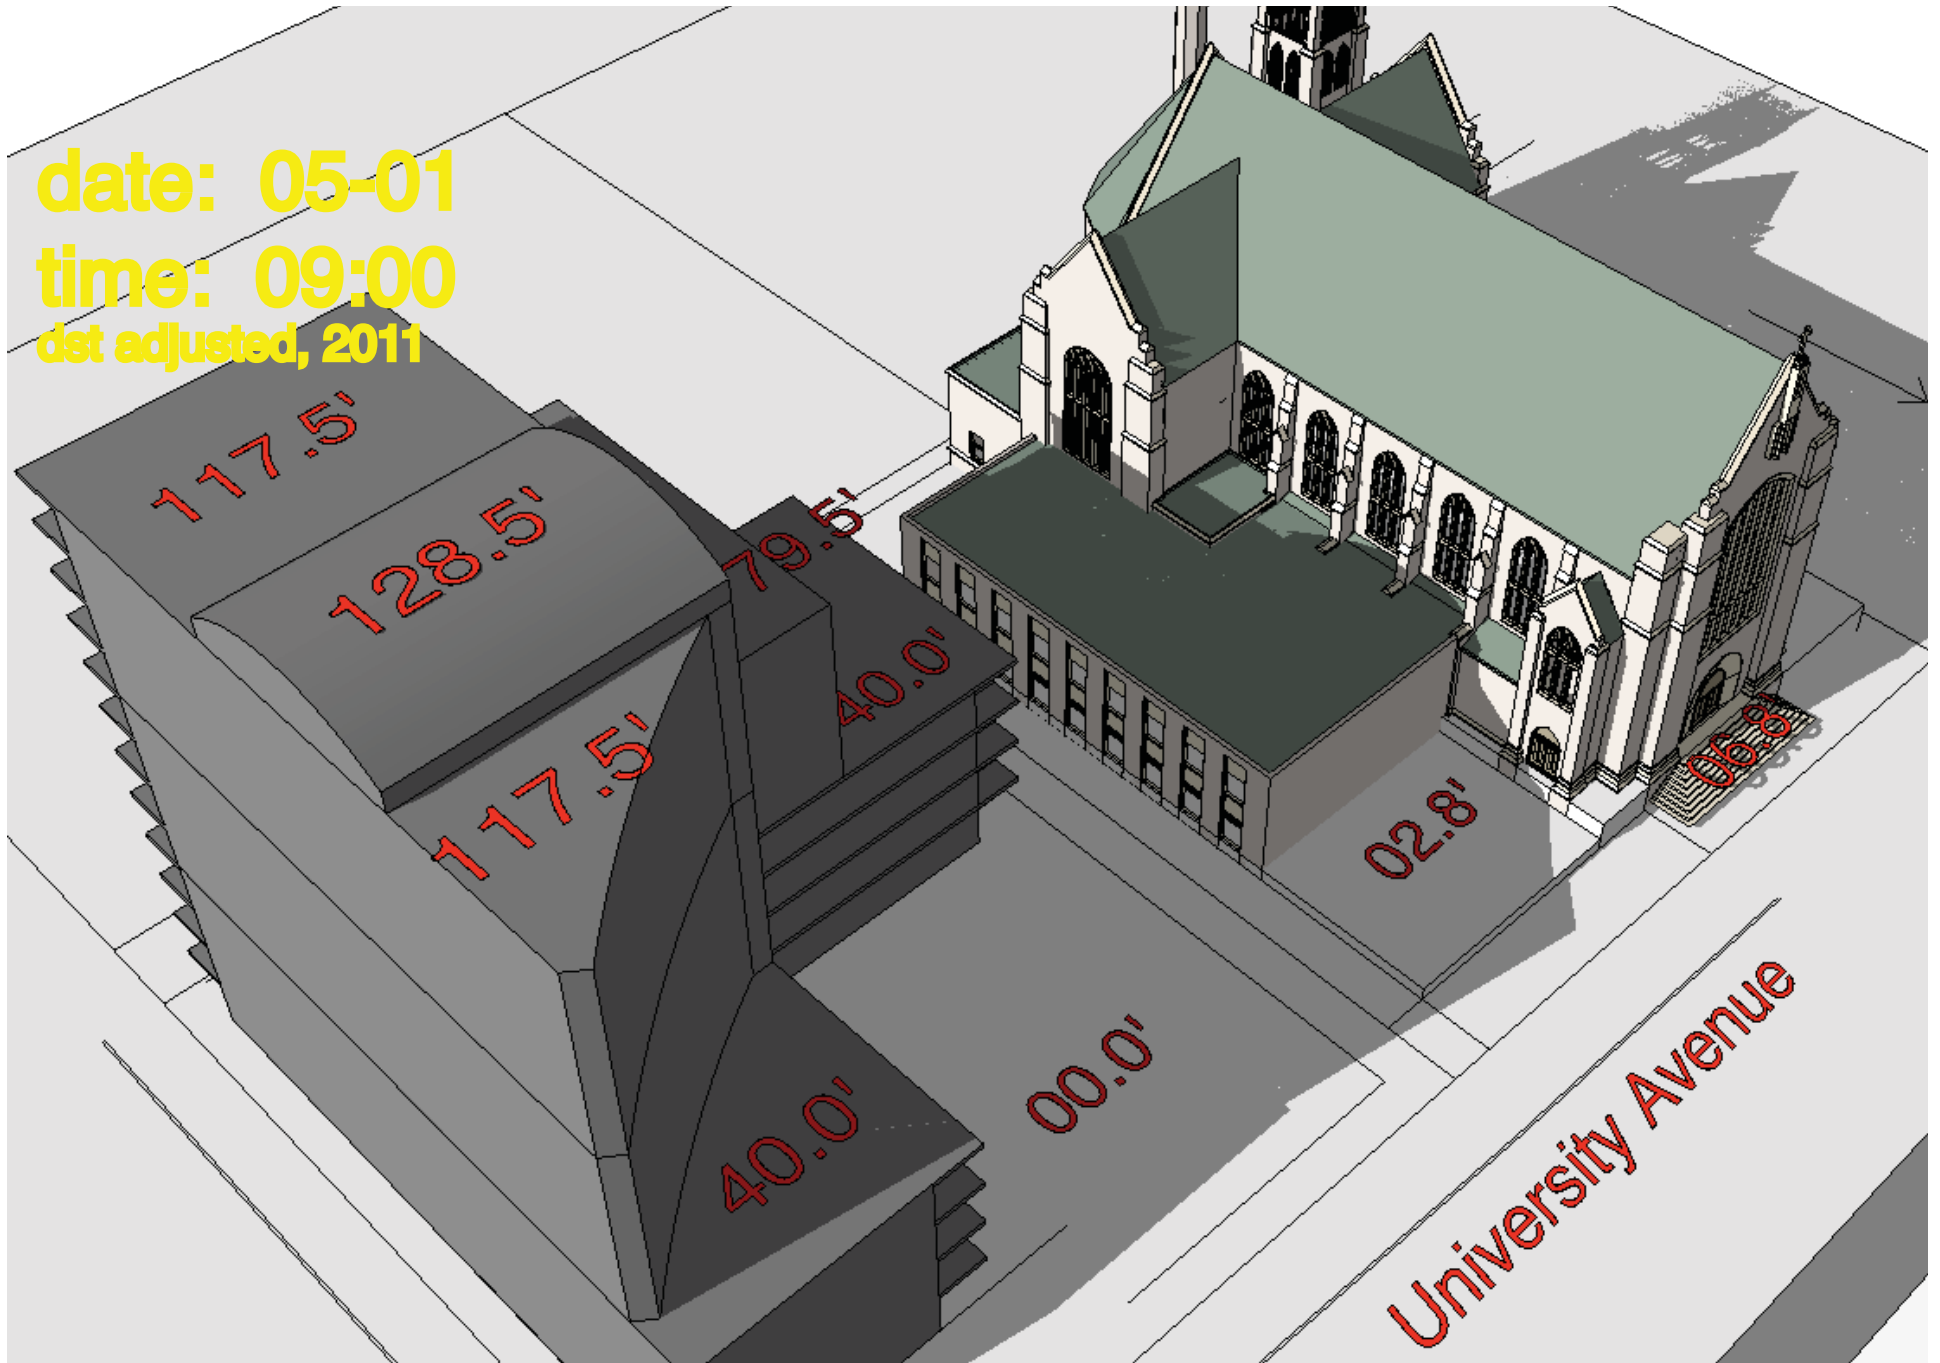 date: 05-01
time: 09:00
dst adjusted, 2011
117.5'
128.5'
79.5'
40.0'
117.5'
06.8'
02.8'
00.0'
40.0'
University Avenue